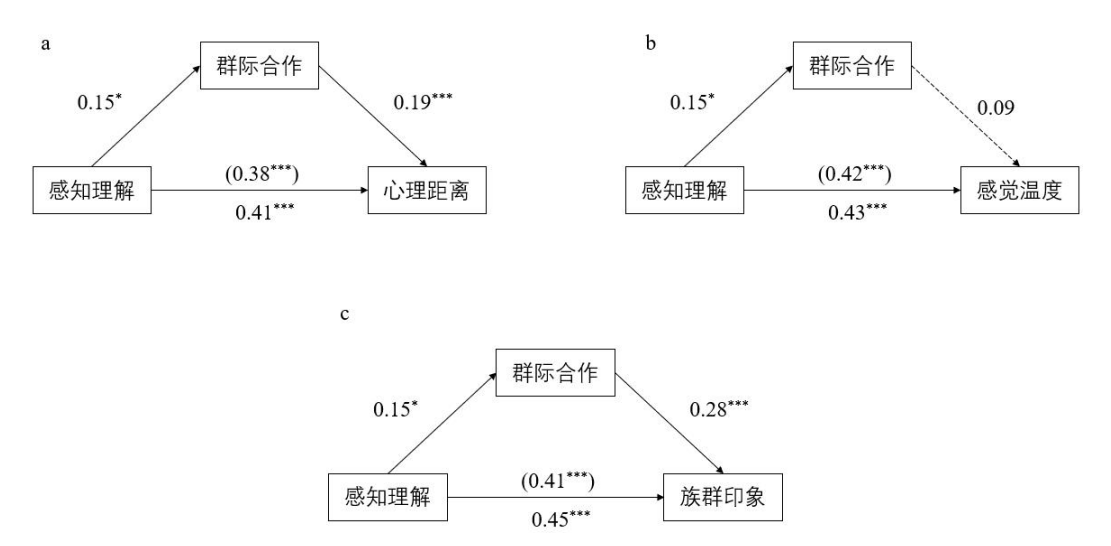 a
群际合作
0.15*
0.19***
感知理解
(0.38***)
0.41***
心理距离
b
群际合作
0.15*
0.09
感知理解
(0.42***)
0.43***
感觉温度
c
群际合作
0.15*
0.28***
感知理解
(0.41***)
0.45***
族群印象